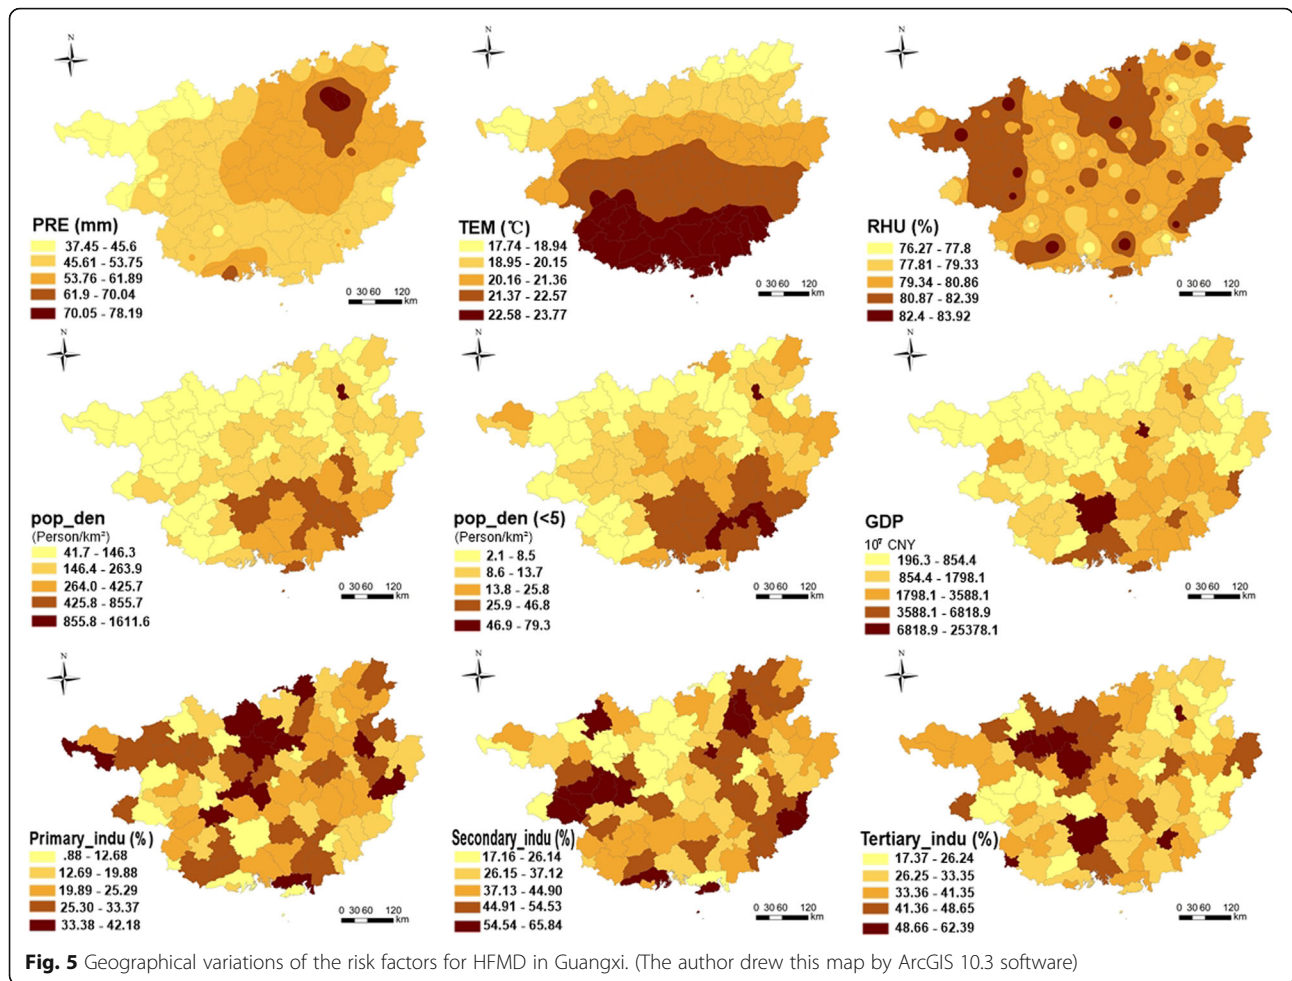 N
PRE (mm)
37.45 - 45.6
45.61 - 53.75
53.76 - 61.89
61.9 - 70.04
70.05 - 78.19
0 30 60 120
km
N
TEM (℃)
17.74 - 18.94
18.95 - 20.15
20.16 - 21.36
21.37 - 22.57
22.58 - 23.77
0 30 60 120
km
N
RHU (%)
76.27 - 77.8
77.81 - 79.33
79.34 - 80.86
80.87 - 82.39
82.4 - 83.92
0 30 60 120
km
N
pop_den
(Person/km²)
41.7 - 146.3
146.4 - 263.9
264.0 - 425.7
425.8 - 855.7
855.8 - 1611.6
0 30 60 120
km
N
pop_den (<5)
(Person/km²)
2.1 - 8.5
8.6 - 13.7
13.8 - 25.8
25.9 - 46.8
46.9 - 79.3
0 30 60 120
km
N
GDP
10⁷ CNY
196.3 - 854.4
854.4 - 1798.1
1798.1 - 3588.1
3588.1 - 6818.9
6818.9 - 25378.1
0 30 60 120
km
N
Primary_indu (%)
.88 - 12.68
12.69 - 19.88
19.89 - 25.29
25.30 - 33.37
33.38 - 42.18
0 30 60 120
km
N
Secondary_indu (%)
17.16 - 26.14
26.15 - 37.12
37.13 - 44.90
44.91 - 54.53
54.54 - 65.84
0 30 60 120
km
N
Tertiary_indu (%)
17.37 - 26.24
26.25 - 33.35
33.36 - 41.35
41.36 - 48.65
48.66 - 62.39
0 30 60 120
km
Fig. 5 Geographical variations of the risk factors for HFMD in Guangxi. (The author drew this map by ArcGIS 10.3 software)